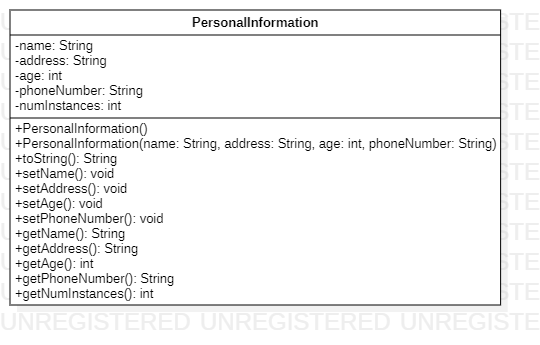 PersonalInformation
-name: String
-address: String
-age: int
-phoneNumber: String
-numInstances: int
+PersonalInformation()
+PersonalInformation(name: String, address: String, age: int, phoneNumber: String)
+toString(): String
+setName(): void
+setAddress(): void
+setAge(): void
+setPhoneNumber(): void
+getName(): String
+getAddress(): String
+getAge(): int
+getPhoneNumber(): String
+getNumInstances(): int
UNREGISTERED UNREGISTERED UNREGISTE